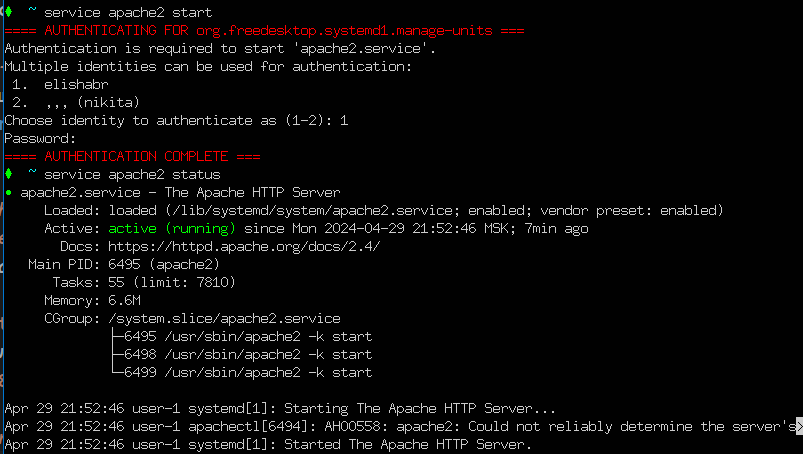 ♦ ~ service apache2 start
==== AUTHENTICATING FOR org.freedesktop.systemd1.manage-units ===
Authentication is required to start 'apache2.service'.
Multiple identities can be used for authentication:
 1.  elishabr
 2.  ,,, (nikita)
Choose identity to authenticate as (1-2): 1
Password:
==== AUTHENTICATION COMPLETE ===
♦ ~ service apache2 status
● apache2.service - The Apache HTTP Server
     Loaded: loaded (/lib/systemd/system/apache2.service; enabled; vendor preset: enabled)
     Active: active (running) since Mon 2024-04-29 21:52:46 MSK; 7min ago
       Docs: https://httpd.apache.org/docs/2.4/
   Main PID: 6495 (apache2)
      Tasks: 55 (limit: 7810)
     Memory: 6.6M
     CGroup: /system.slice/apache2.service
             ├─6495 /usr/sbin/apache2 -k start
             ├─6498 /usr/sbin/apache2 -k start
             └─6499 /usr/sbin/apache2 -k start
Apr 29 21:52:46 user-1 systemd[1]: Starting The Apache HTTP Server...
Apr 29 21:52:46 user-1 apachectl[6494]: AH00558: apache2: Could not reliably determine the server's>
Apr 29 21:52:46 user-1 systemd[1]: Started The Apache HTTP Server.